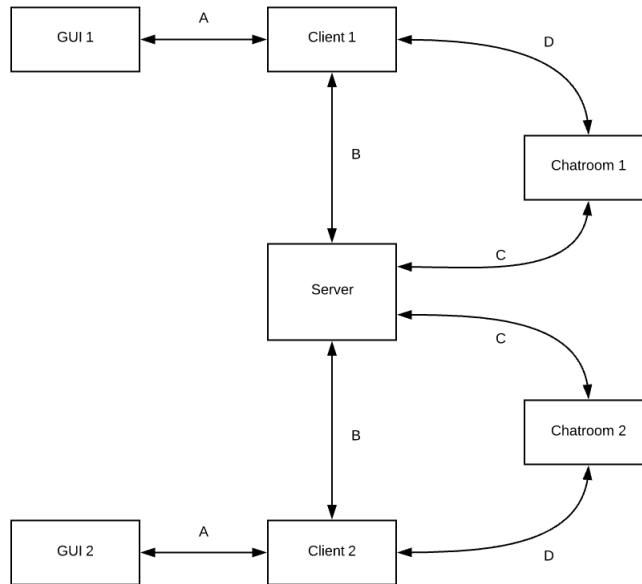 A
GUI 1
Client 1
D
B
Chatroom 1
C
Server
C
B
Chatroom 2
A
GUI 2
Client 2
D